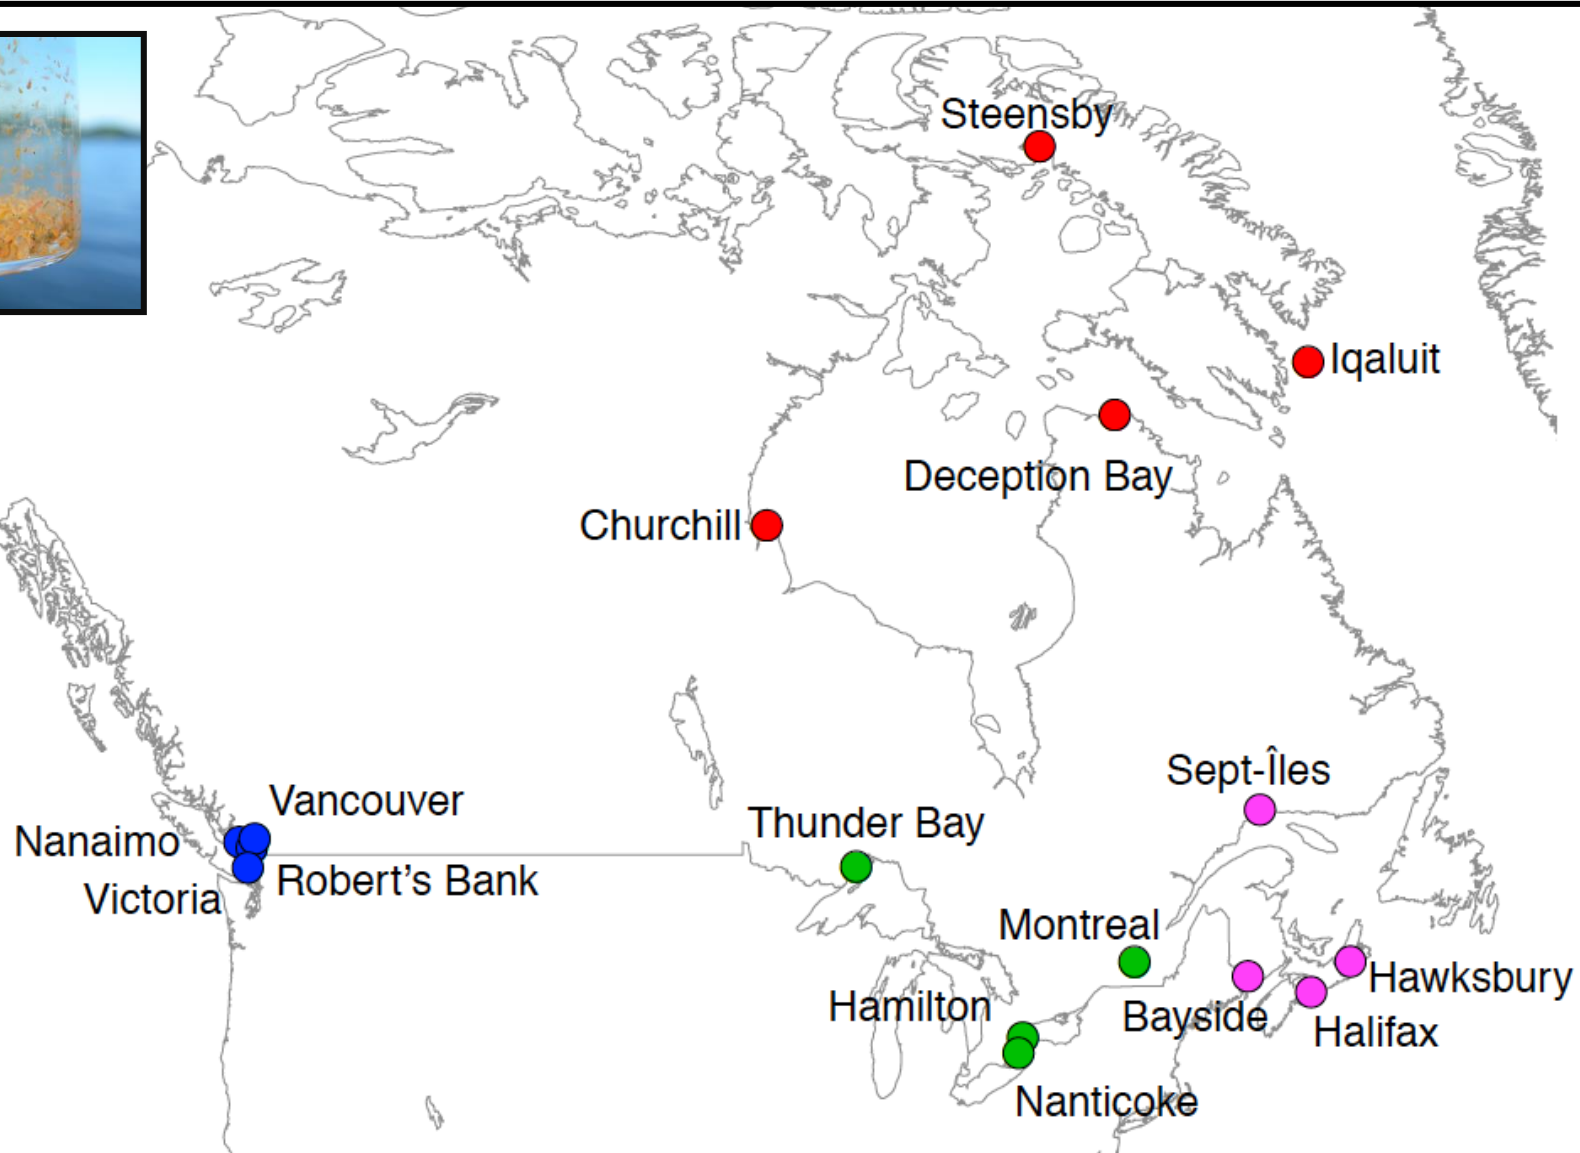 Steensby
Iqaluit
Deception Bay
Churchill
Sept-Îles
Vancouver
Thunder Bay
Nanaimo
Robert’s Bank
Victoria
Montreal
Hawksbury
Hamilton
Bayside
Halifax
Nanticoke